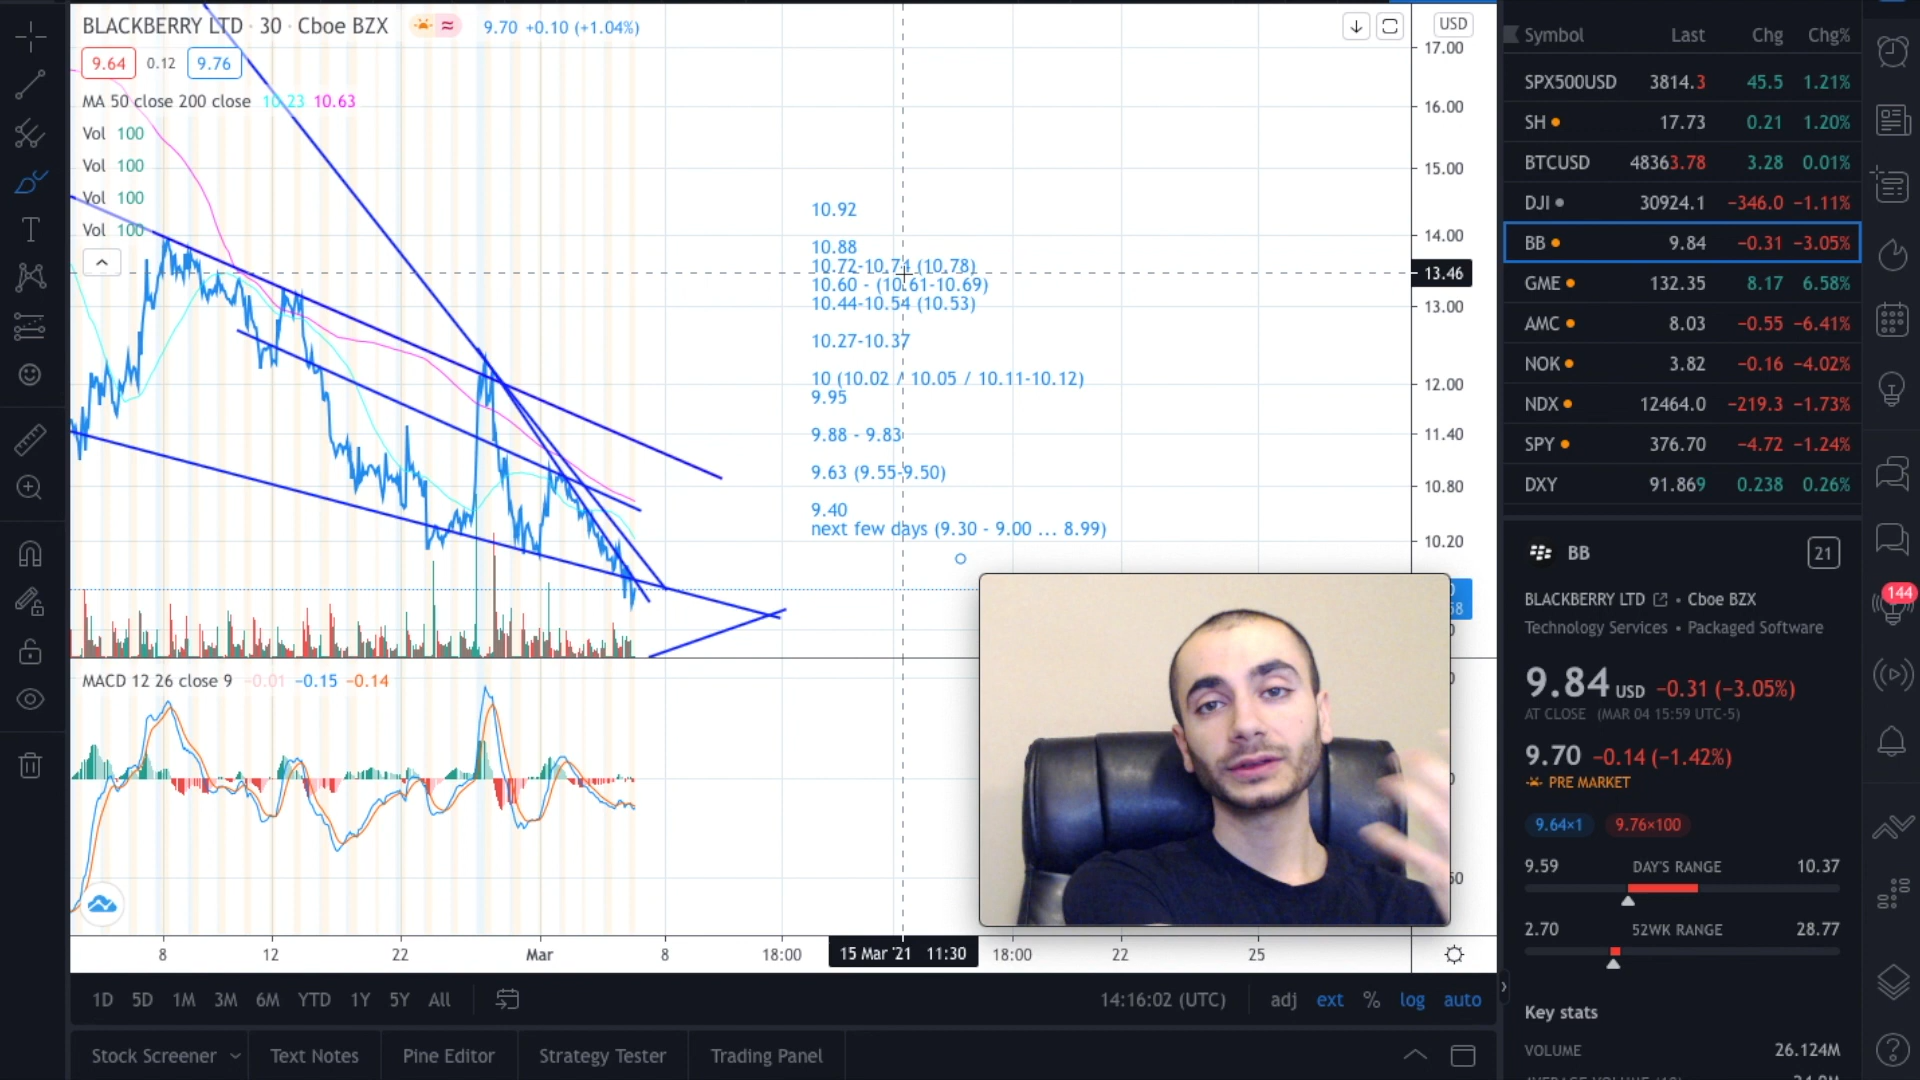 BLACKBERRY LTD · 30 · Cboe BZX
9.70 +0.10 (+1.04%)
9.64 0.12 9.76
MA 50 close 200 close 10.23 10.63
Vol 100
Vol 100
Vol 100
Vol 100
USD
17.00
16.00
15.00
14.00
13.46
13.00
12.00
11.40
10.80
10.20
10.92
10.88
10.72-10.74 (10.78)
10.60 - (10.61-10.69)
10.44-10.54 (10.53)
10.27-10.37
10 (10.02 / 10.05 / 10.11-10.12)
9.95
9.88 - 9.83
9.63 (9.55-9.50)
9.40
next few days (9.30 - 9.00 ... 8.99)
MACD 12 26 close 9 -0.01 -0.15 -0.14
8 12 22 Mar 8 18:00 15 Mar '21 11:30 18:00 22 25
1D 5D 1M 3M 6M YTD 1Y 5Y All
14:16:02 (UTC) adj ext % log auto
Stock Screener Text Notes Pine Editor Strategy Tester Trading Panel
Symbol Last Chg Chg%
SPX500USD 3814.3 45.5 1.21%
SH 17.73 0.21 1.20%
BTCUSD 48363.78 3.28 0.01%
DJI 30924.1 -346.0 -1.11%
BB 9.84 -0.31 -3.05%
GME 132.35 8.17 6.58%
AMC 8.03 -0.55 -6.41%
NOK 3.82 -0.16 -4.02%
NDX 12464.0 -219.3 -1.73%
SPY 376.70 -4.72 -1.24%
DXY 91.869 0.238 0.26%
BB 21
BLACKBERRY LTD • Cboe BZX
Technology Services • Packaged Software
9.84 USD -0.31 (-3.05%)
AT CLOSE (MAR 04 15:59 UTC-5)
9.70 -0.14 (-1.42%)
PRE MARKET
9.64×1 9.76×100
9.59 DAY'S RANGE 10.37
2.70 52WK RANGE 28.77
Key stats
VOLUME 26.124M
144